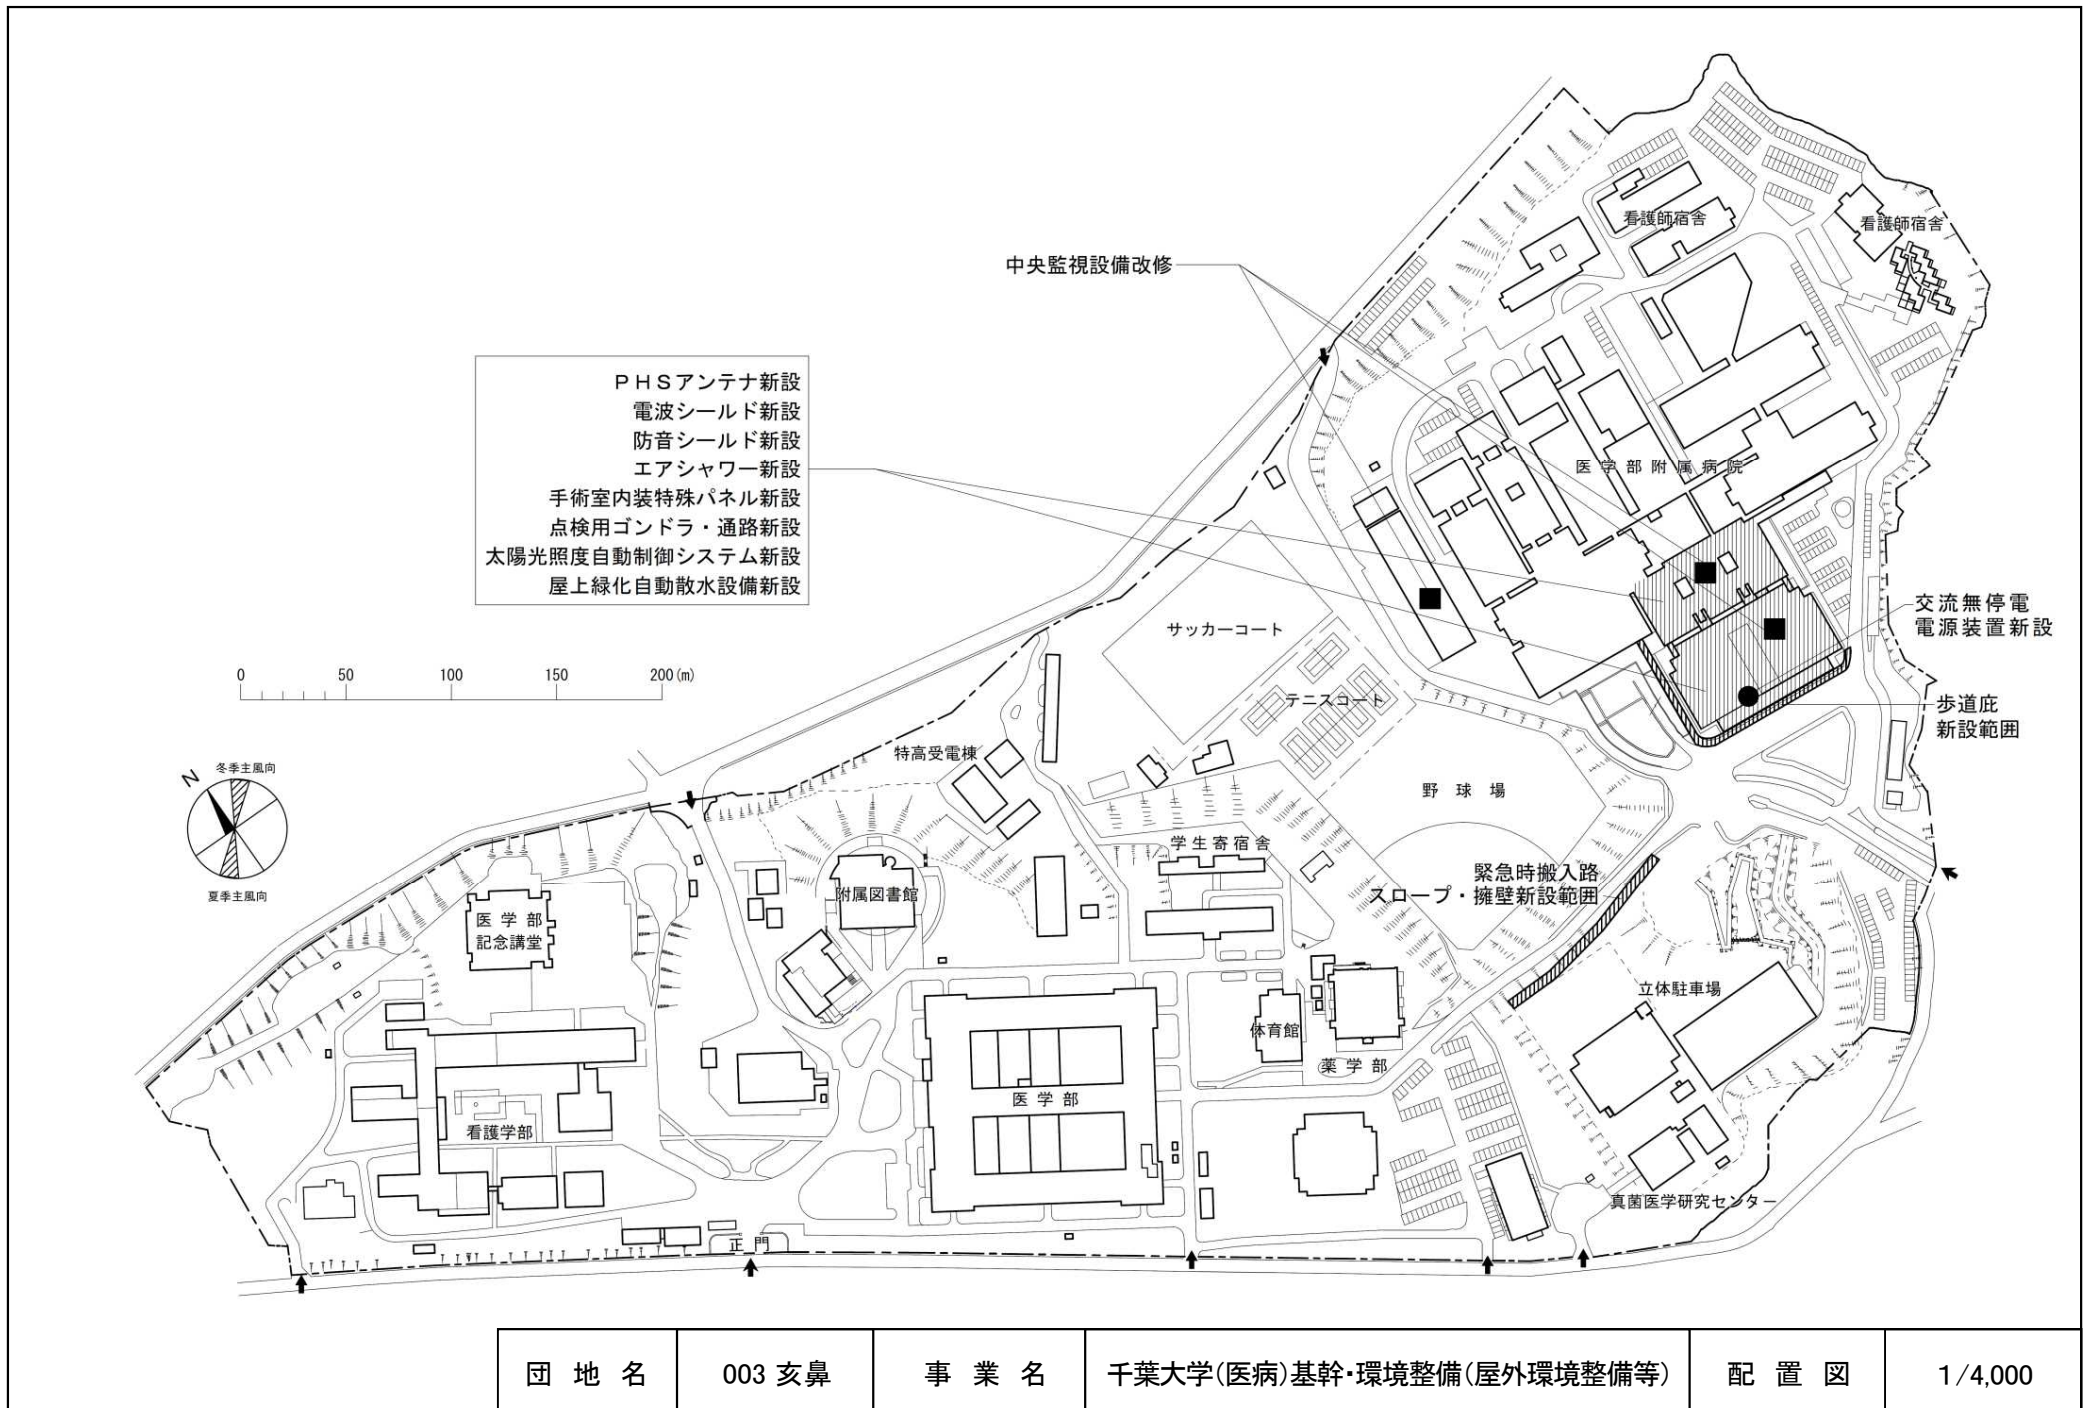 看護師宿舎
看護師宿舎
中央監視設備改修
PHSアンテナ新設
電波シールド新設
防音シールド新設
エアシャワー新設
手術室内装特殊パネル新設
点検用ゴンドラ・通路新設
太陽光照度自動制御システム新設
屋上緑化自動散水設備新設
医学部附属病院
交流無停電
電源装置新設
サッカーコート
0 50 100 150 200(m)
テニスコート
歩道庇
新設範囲
特高受電棟
N
冬季主風向
夏季主風向
野球場
学生寄宿舎
緊急時搬入路
スロープ・擁壁新設範囲
附属図書館
医学部
記念講堂
立体駐車場
体育館
薬学部
医学部
看護学部
真菌医学研究センター
正門
団地名 003 亥鼻 事業名 千葉大学(医病)基幹・環境整備(屋外環境整備等) 配置図 1/4,000